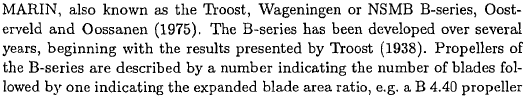 MARIN, also known as the Troost, Wageningen or NSMB B-series, Oost-
erveld and Oossanen (1975). The B-series has been developed over several
years, beginning with the results presented by Troost (1938). Propellers of
the B-series are described by a number indicating the number of blades fol-
lowed by one indicating the expanded blade area ratio, e.g. a B 4.40 propeller